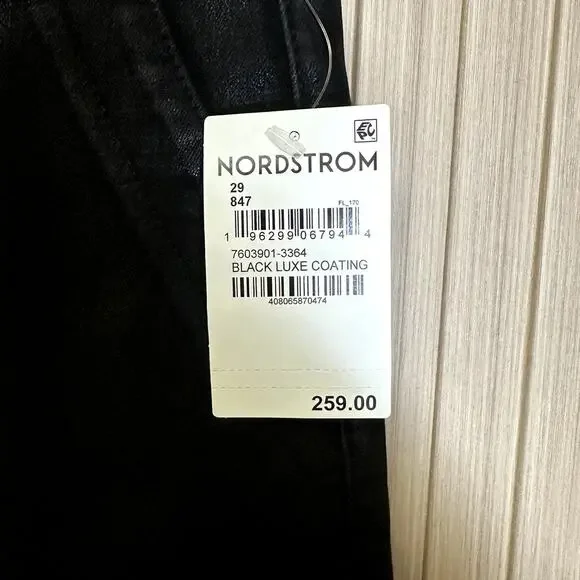 NORDSTROM
29
847
FL_170
1 96299 06794 4
7603901-3364
BLACK LUXE COATING
408065870474
259.00